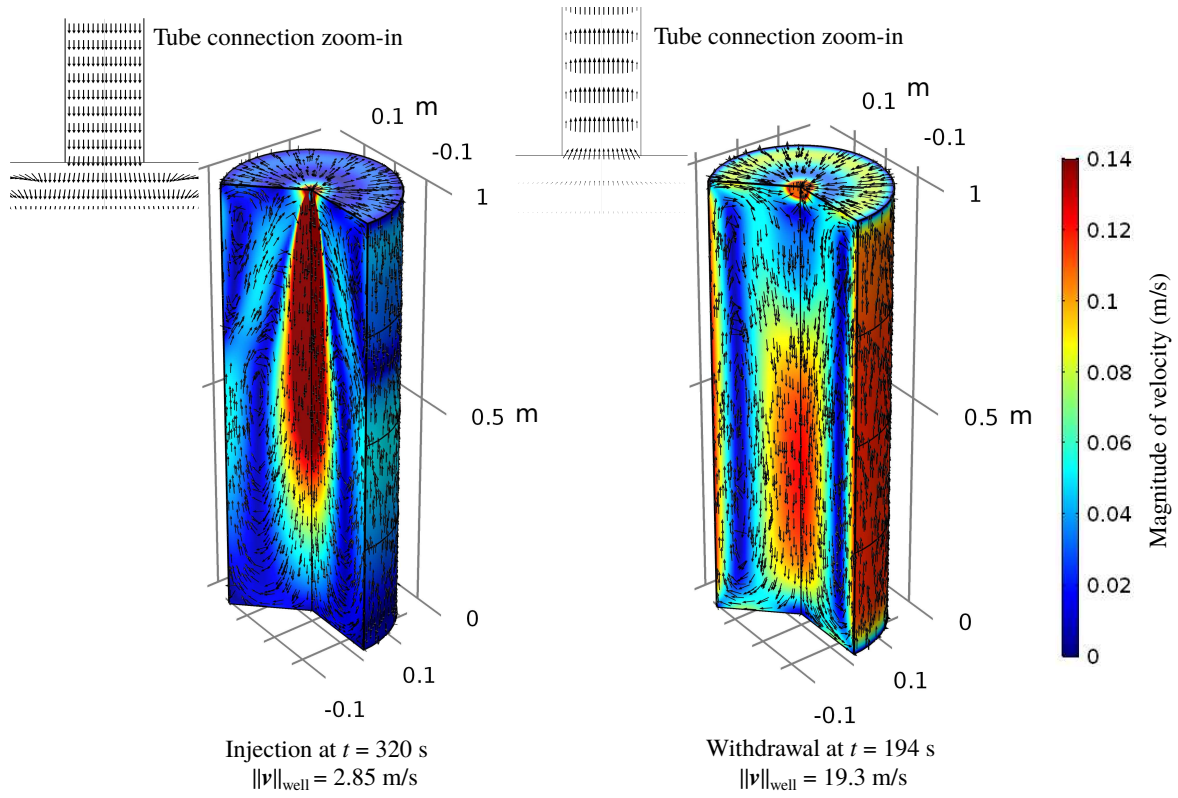 Tube connection zoom-in
0.1 m
-0.1
1
0.5 m
0
0.1
-0.1
Injection at t = 320 s
‖v‖well = 2.85 m/s
Tube connection zoom-in
0.1 m
-0.1
1
0.5 m
0
0.1
-0.1
Withdrawal at t = 194 s
‖v‖well = 19.3 m/s
0.14
0.12
0.1
0.08
0.06
0.04
0.02
0
Magnitude of velocity (m/s)